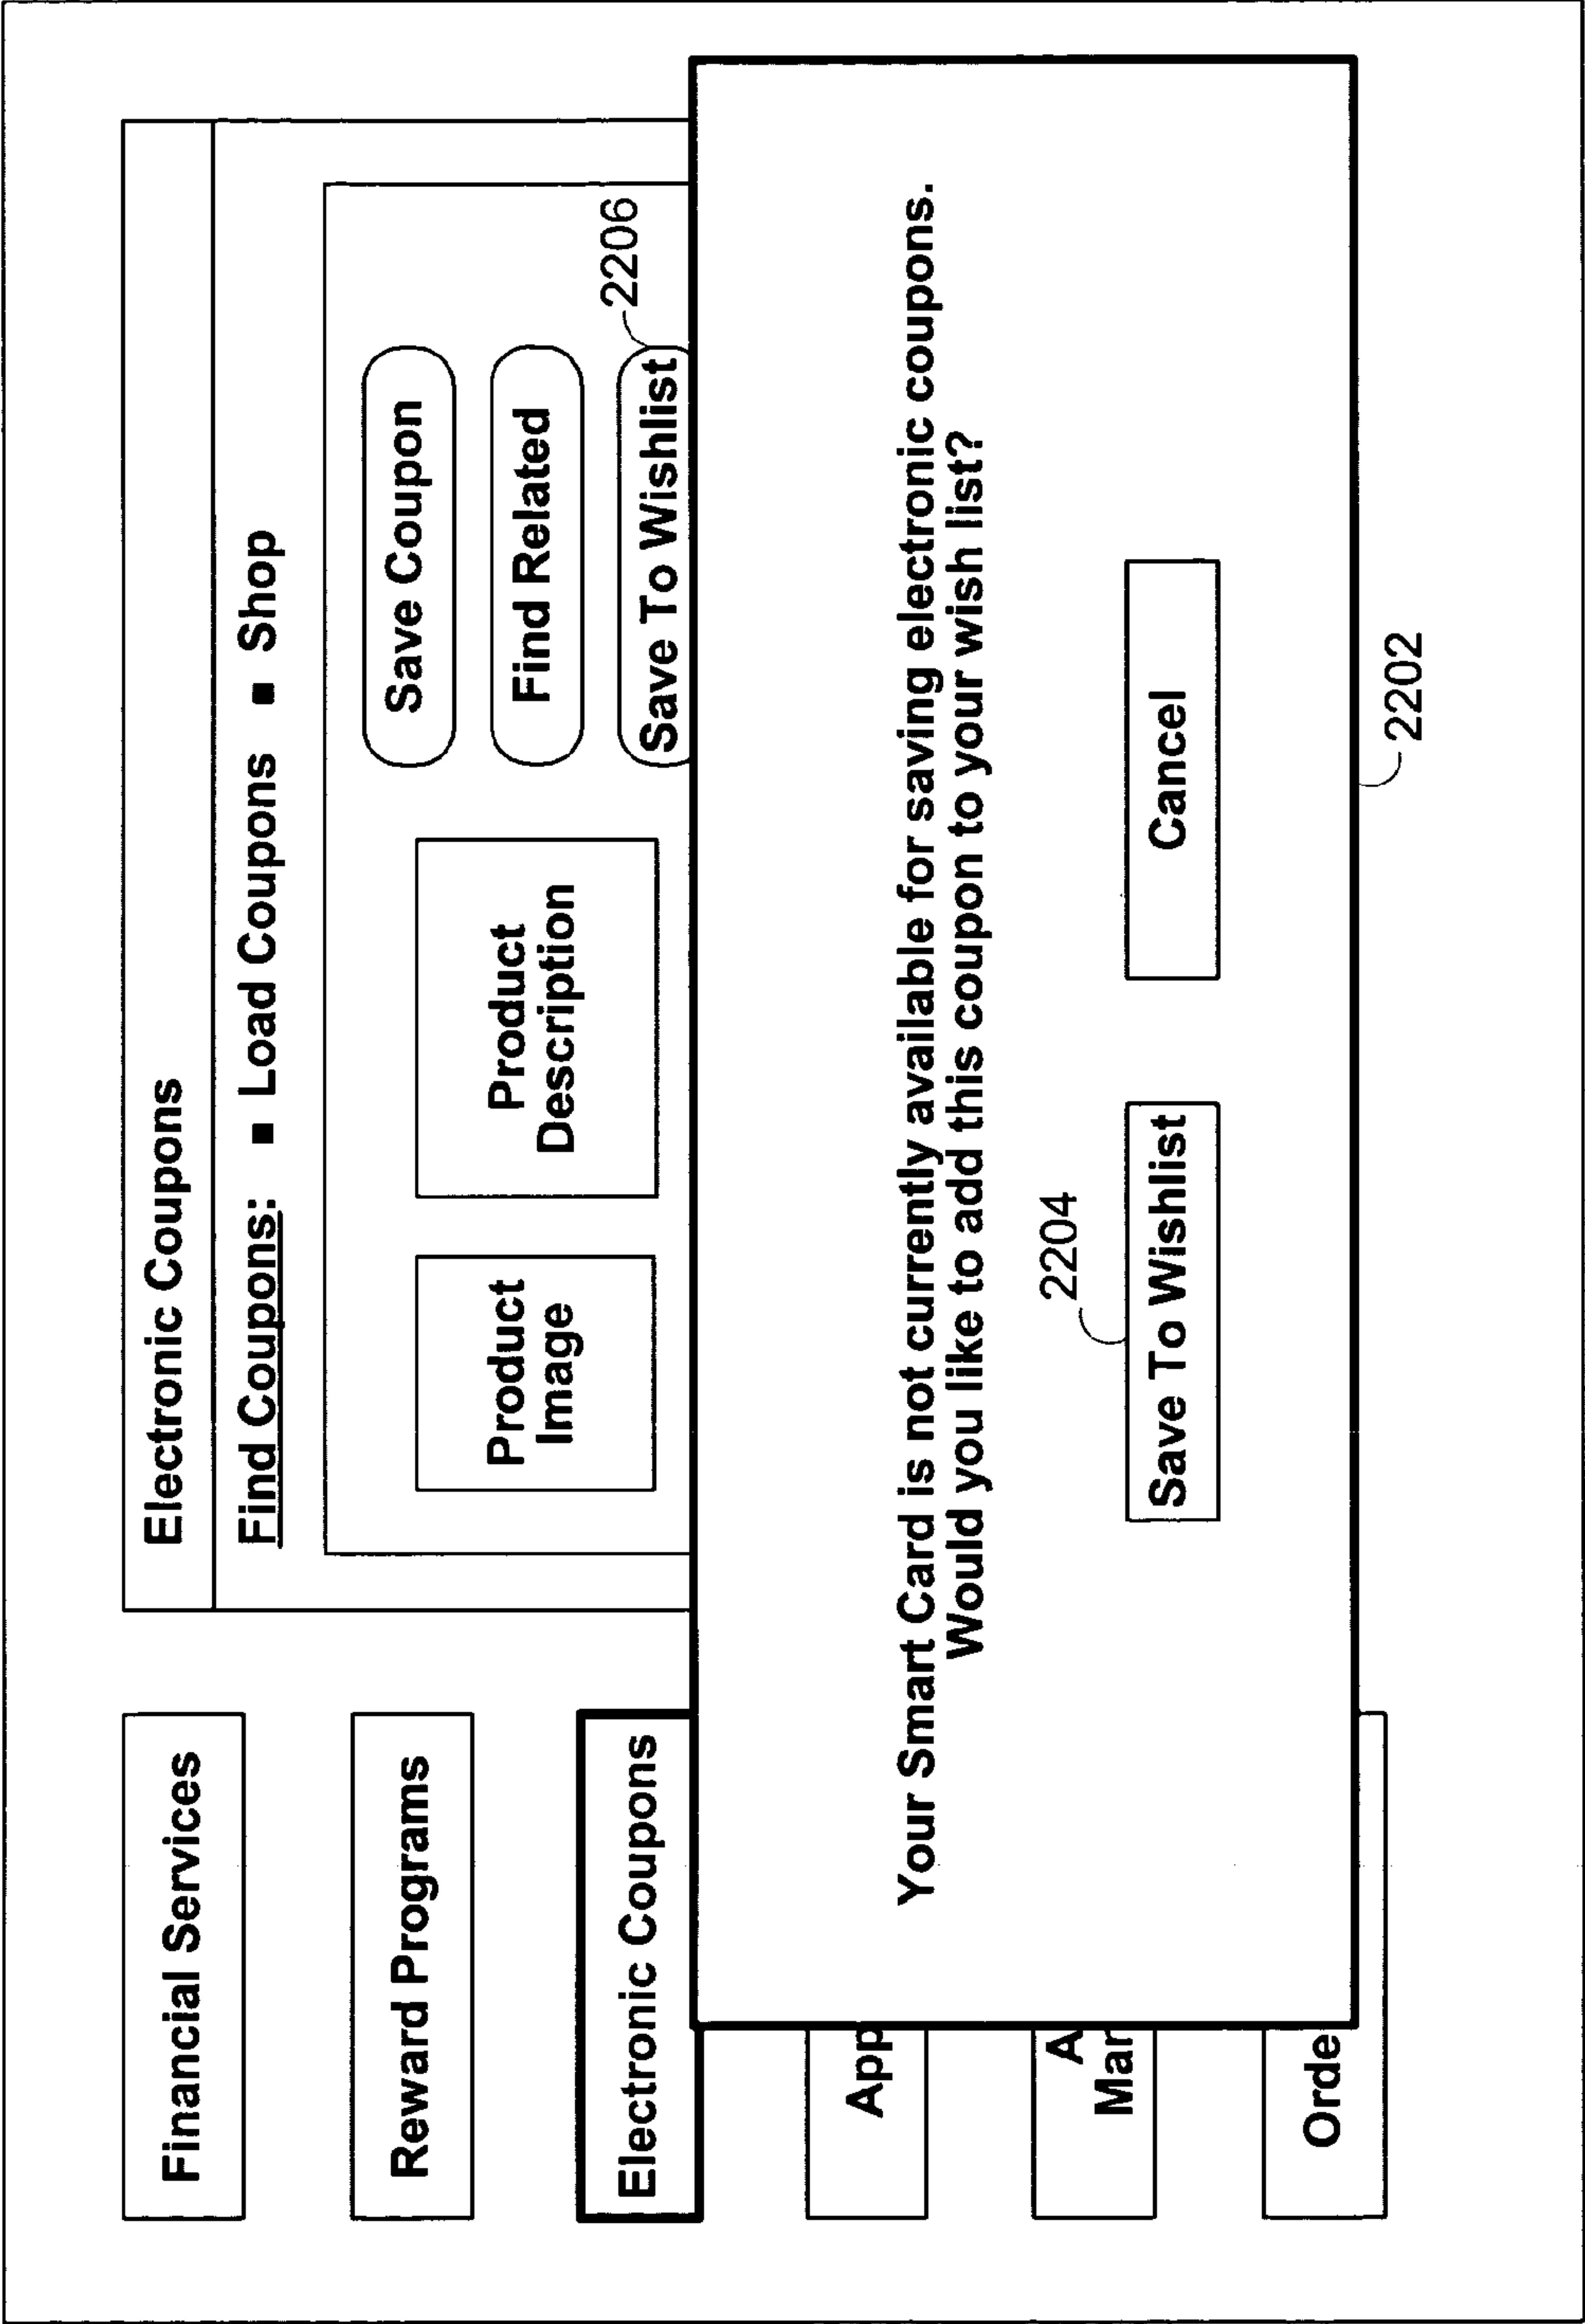 Financial Services
Reward Programs
Electronic Coupons
App
A
Mar
Orde
Electronic Coupons
Find Coupons: ▪ Load Coupons ▪ Shop
Product
Image
Product
Description
Save Coupon
Find Related
Save To Wishlist
2206
Your Smart Card is not currently available for saving electronic coupons.
Would you like to add this coupon to your wish list?
2204
Save To Wishlist
Cancel
2202